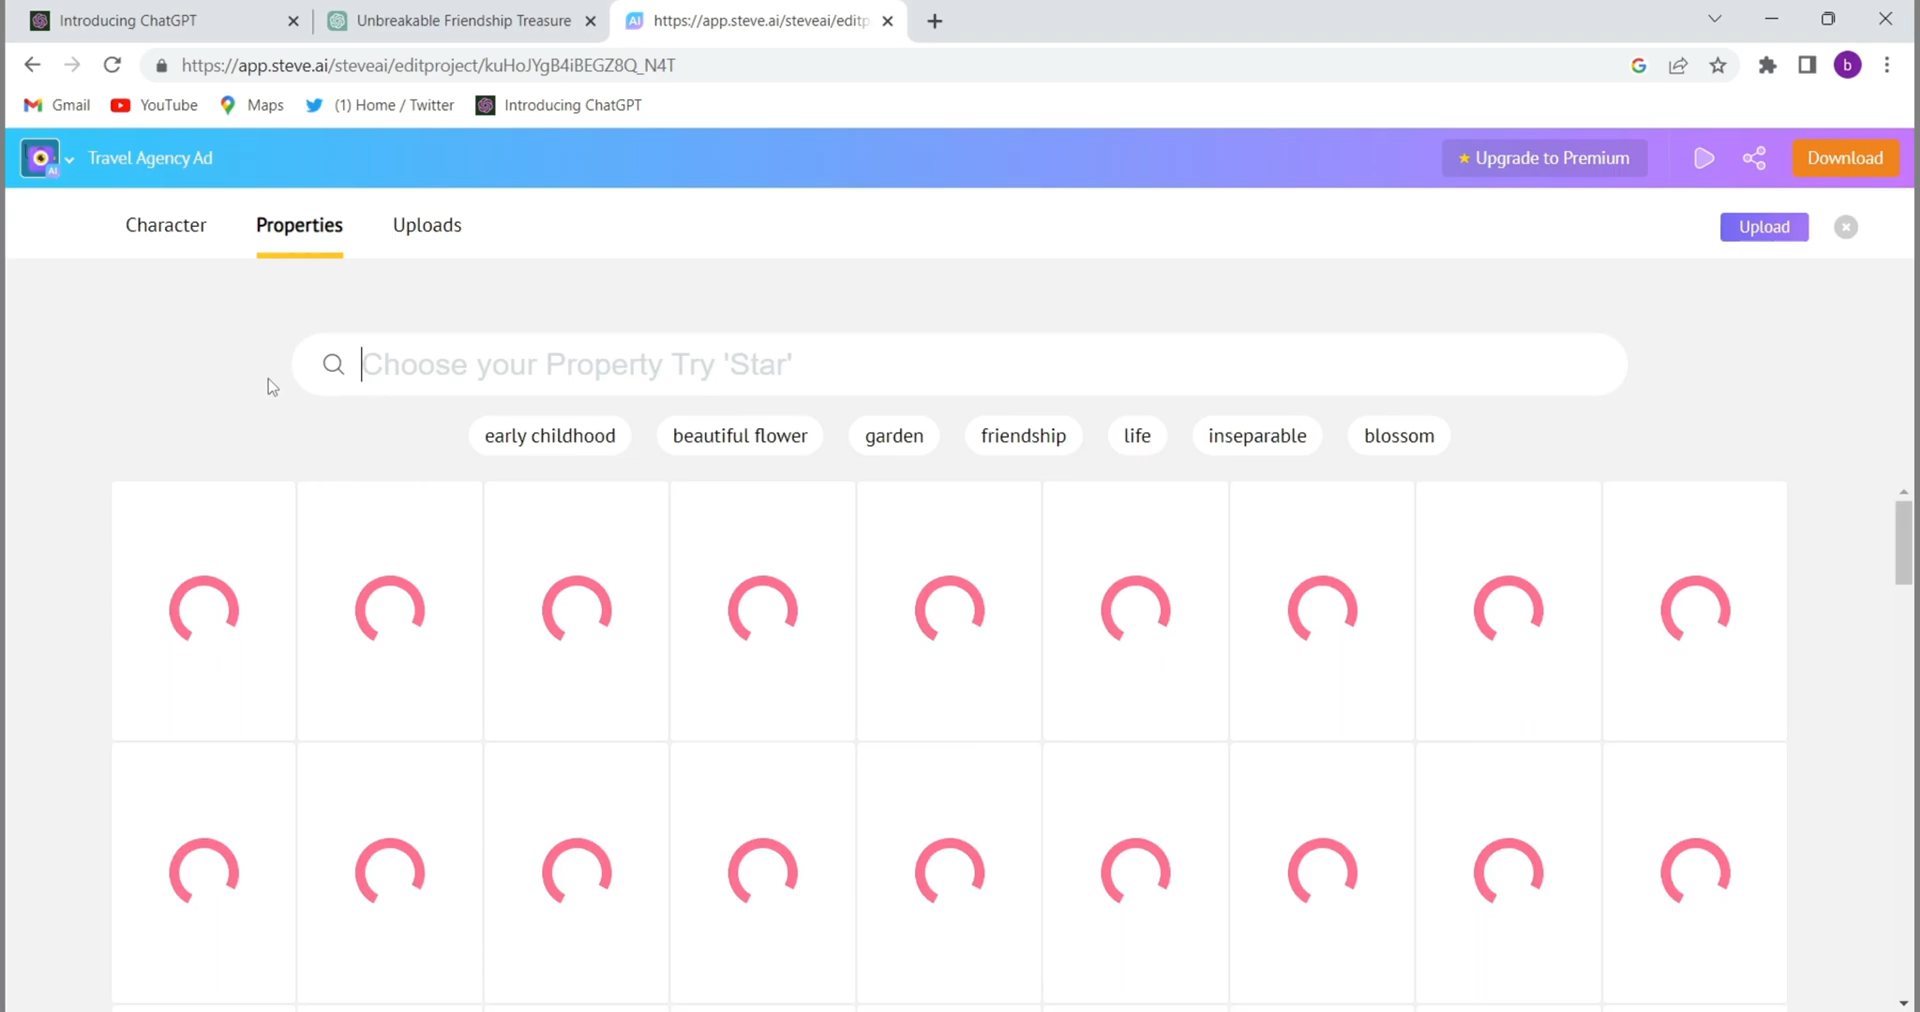 Introducing ChatGPT
Unbreakable Friendship Treasure
https://app.steve.ai/steveai/editp
https://app.steve.ai/steveai/editproject/kuHoJYgB4iBEGZ8Q_N4T
b
Gmail
YouTube
Maps
(1) Home / Twitter
Introducing ChatGPT
AI
Travel Agency Ad
Upgrade to Premium
Download
Character
Properties
Uploads
Upload
Choose your Property Try 'Star'
early childhood
beautiful flower
garden
friendship
life
inseparable
blossom